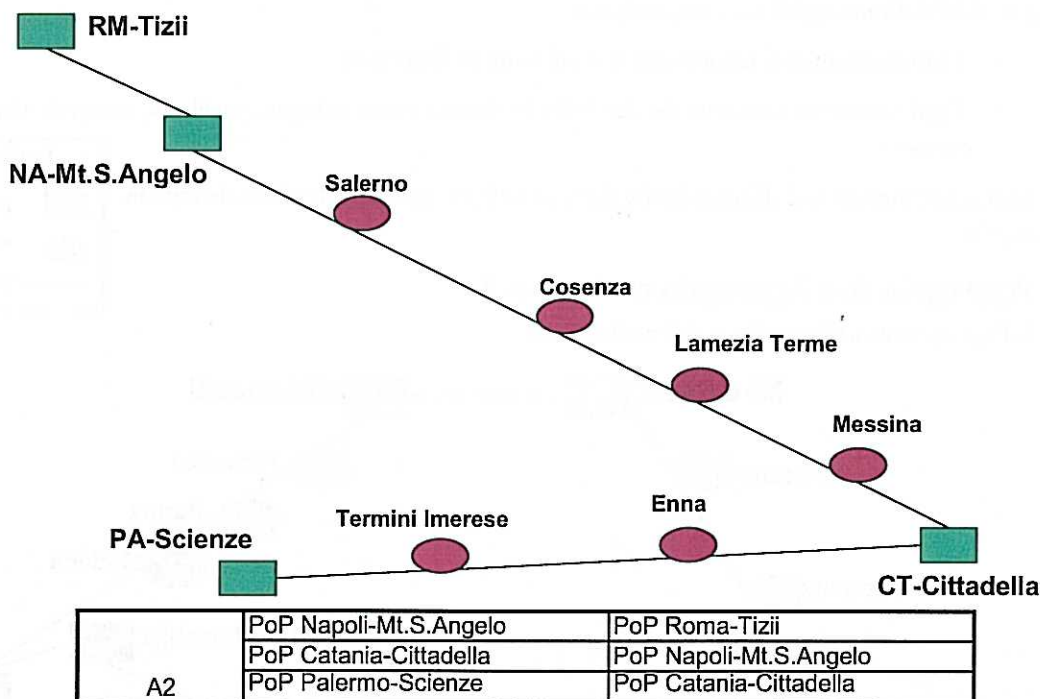 RM-Tizii
NA-Mt.S.Angelo
Salerno
Cosenza
Lamezia Terme
Messina
Enna
Termini Imerese
PA-Scienze
CT-Cittadella
A2
PoP Napoli-Mt.S.Angelo PoP Roma-Tizii
PoP Catania-Cittadella PoP Napoli-Mt.S.Angelo
PoP Palermo-Scienze PoP Catania-Cittadella